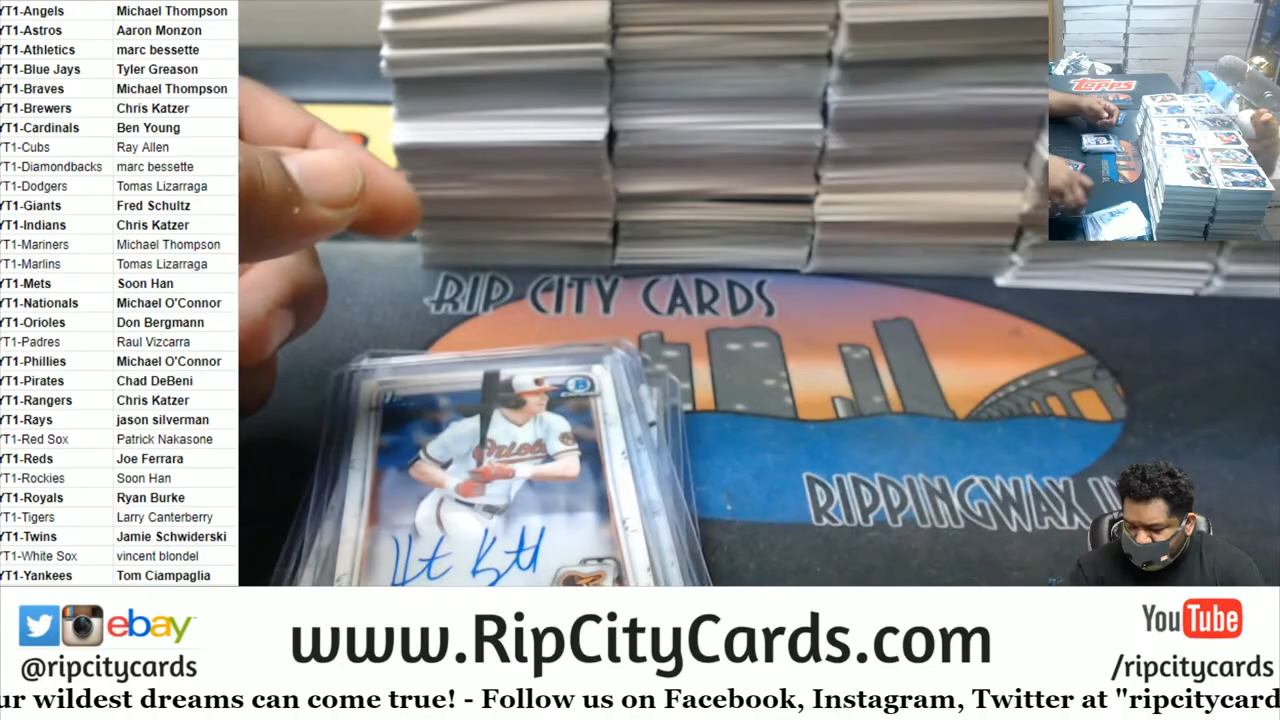 YT1-Angels Michael Thompson
YT1-Astros Aaron Monzon
YT1-Athletics marc bessette
YT1-Blue Jays Tyler Greason
YT1-Braves Michael Thompson
YT1-Brewers Chris Katzer
YT1-Cardinals Ben Young
YT1-Cubs Ray Allen
YT1-Diamondbacks marc bessette
YT1-Dodgers Tomas Lizarraga
YT1-Giants Fred Schultz
YT1-Indians Chris Katzer
YT1-Mariners Michael Thompson
YT1-Marlins Tomas Lizarraga
YT1-Mets Soon Han
YT1-Nationals Michael O'Connor
YT1-Orioles Don Bergmann
YT1-Padres Raul Vizcarra
YT1-Phillies Michael O'Connor
YT1-Pirates Chad DeBeni
YT1-Rangers Chris Katzer
YT1-Rays jason silverman
YT1-Red Sox Patrick Nakasone
YT1-Reds Joe Ferrara
YT1-Rockies Soon Han
YT1-Royals Ryan Burke
YT1-Tigers Larry Canterberry
YT1-Twins Jamie Schwiderski
YT1-White Sox vincent blondel
YT1-Yankees Tom Ciampaglia
topps
RIP CITY CARDS
B
Orioles
RIPPINGWAX
ebay
@ripcitycards
www.RipCityCards.com
YouTube
/ripcitycards
ur wildest dreams can come true! - Follow us on Facebook, Instagram, Twitter at "ripcitycard